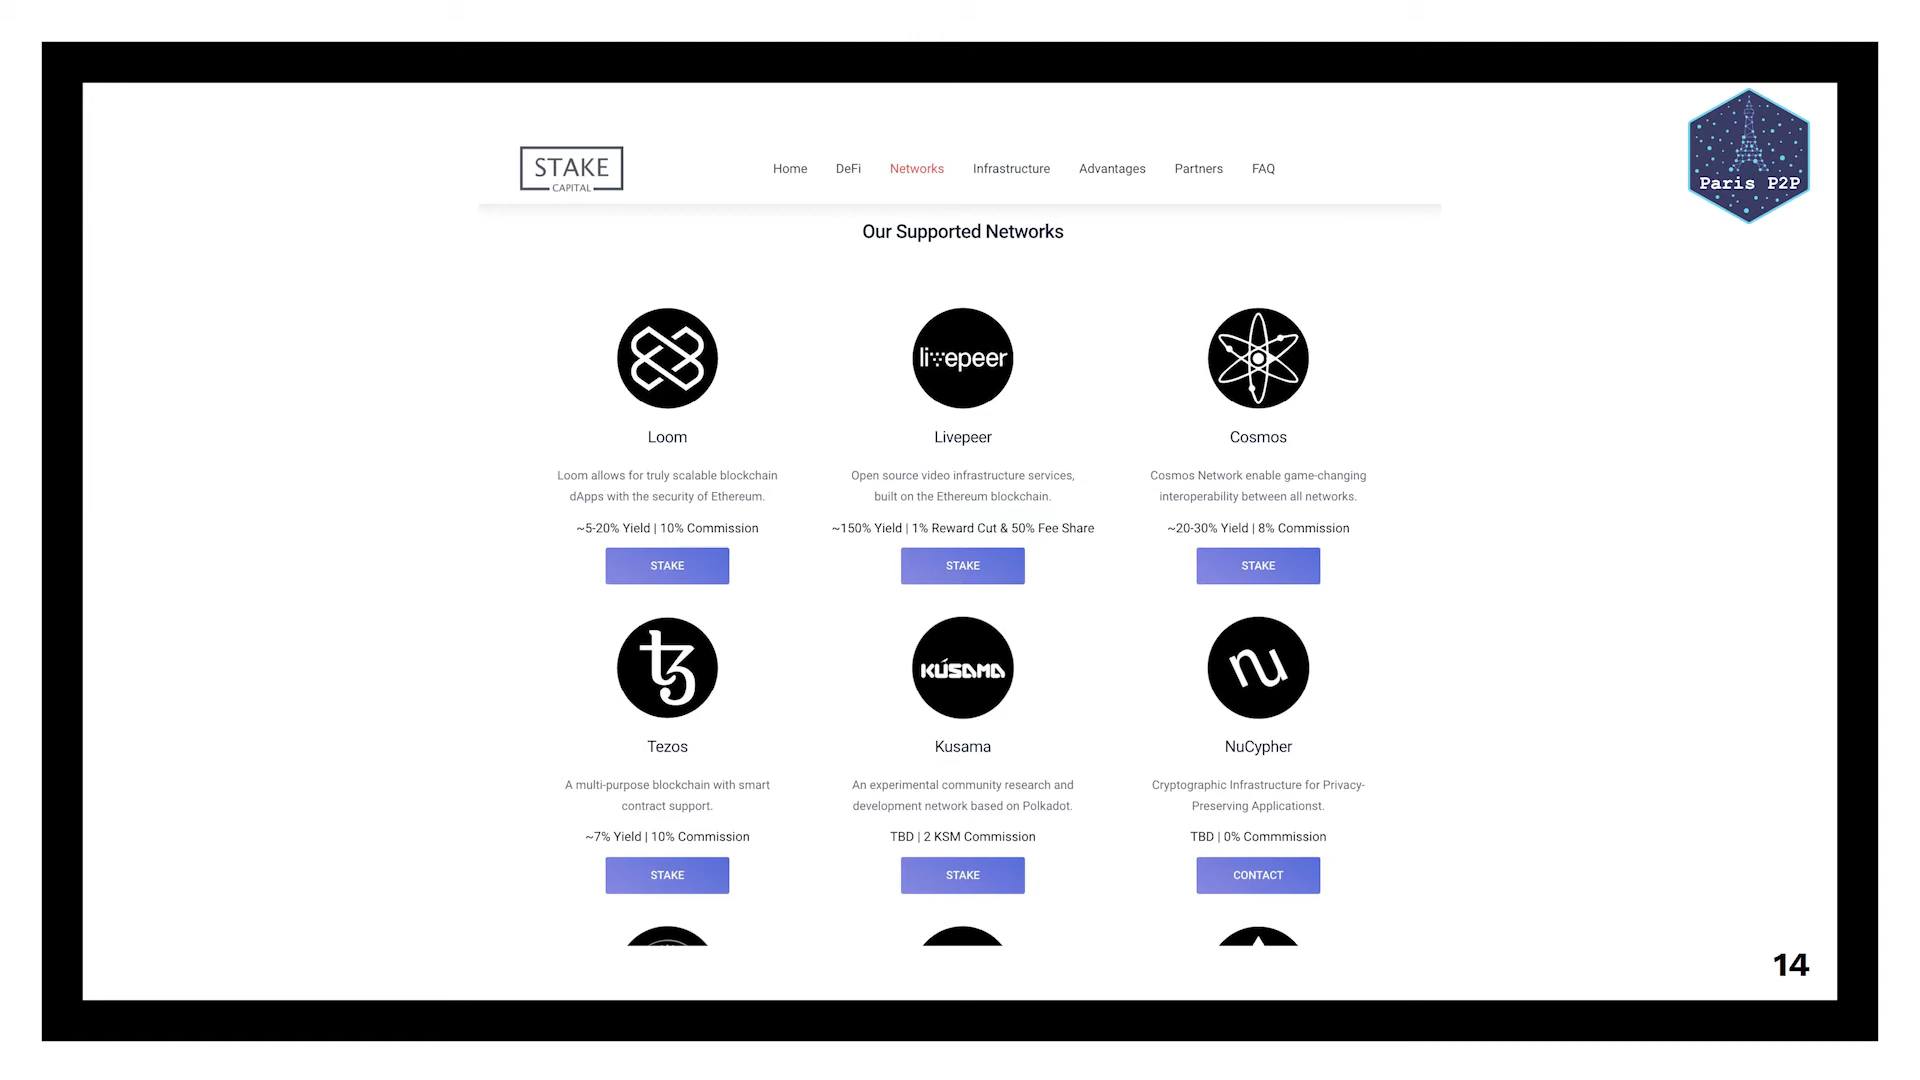 STAKE
CAPITAL
Home DeFi Networks Infrastructure Advantages Partners FAQ
Paris P2P
Our Supported Networks
livepeer
Loom
Livepeer
Cosmos
Loom allows for truly scalable blockchain
dApps with the security of Ethereum.
Open source video infrastructure services,
built on the Ethereum blockchain.
Cosmos Network enable game-changing
interoperability between all networks.
~5-20% Yield | 10% Commission
~150% Yield | 1% Reward Cut & 50% Fee Share
~20-30% Yield | 8% Commission
STAKE
STAKE
STAKE
KÚSAMA
nu
Tezos
Kusama
NuCypher
A multi-purpose blockchain with smart
contract support.
An experimental community research and
development network based on Polkadot.
Cryptographic Infrastructure for Privacy-
Preserving Applicationst.
~7% Yield | 10% Commission
TBD | 2 KSM Commission
TBD | 0% Commmission
STAKE
STAKE
CONTACT
14